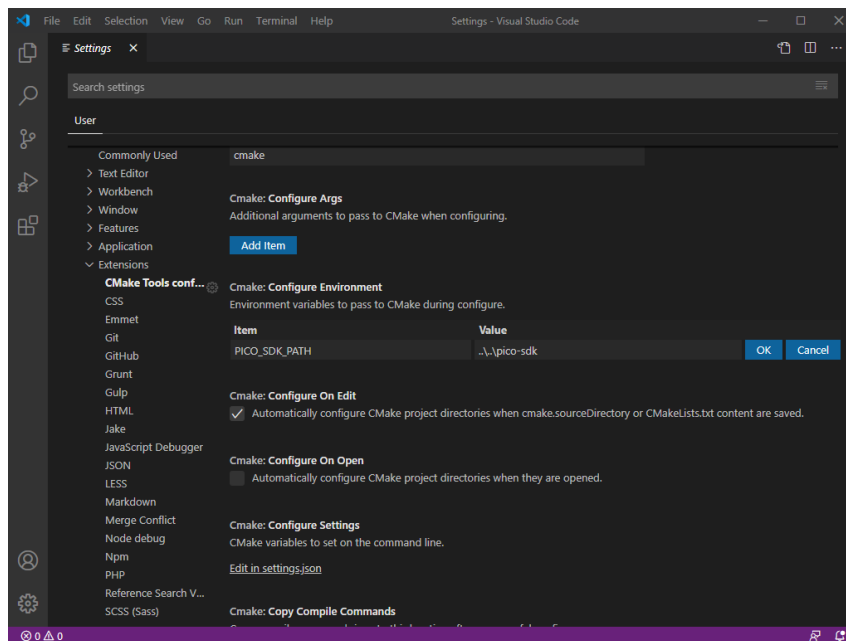 File Edit Selection View Go Run Terminal Help Settings - Visual Studio Code
Settings
Search settings
User
Commonly Used
Text Editor
Workbench
Window
Features
Application
Extensions
CMake Tools conf...
CSS
Emmet
Git
GitHub
Grunt
Gulp
HTML
Jake
JavaScript Debugger
JSON
LESS
Markdown
Merge Conflict
Node debug
Npm
PHP
Reference Search V...
SCSS (Sass)
cmake
Cmake: Configure Args
Additional arguments to pass to CMake when configuring.
Add Item
Cmake: Configure Environment
Environment variables to pass to CMake during configure.
Item Value
PICO_SDK_PATH ..\..\pico-sdk OK Cancel
Cmake: Configure On Edit
Automatically configure CMake project directories when cmake.sourceDirectory or CMakeLists.txt content are saved.
Cmake: Configure On Open
Automatically configure CMake project directories when they are opened.
Cmake: Configure Settings
CMake variables to set on the command line.
Edit in settings.json
Cmake: Copy Compile Commands
0 0